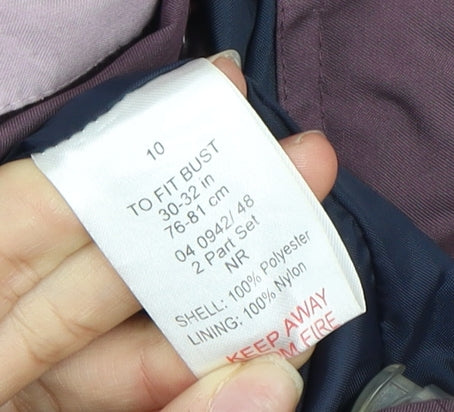 10
TO FIT BUST
30-32 in
76-81 cm
04 0942/ 48
2 Part Set
NR
SHELL: 100% Polyester
LINING: 100% Nylon
KEEP AWAY
FIRE